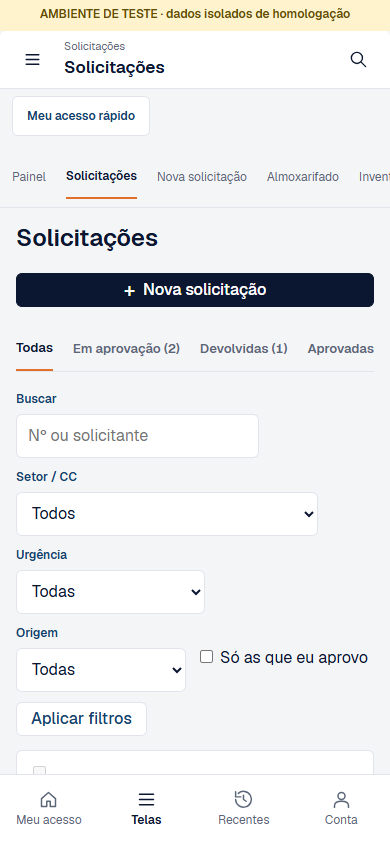 AMBIENTE DE TESTE · dados isolados de homologação
Solicitações
Solicitações
Meu acesso rápido
Painel Solicitações Nova solicitação Almoxarifado Invent
Solicitações
+ Nova solicitação
Todas Em aprovação (2) Devolvidas (1) Aprovadas
Buscar
Nº ou solicitante
Setor / CC
Todos
Urgência
Todas
Origem
Todas Só as que eu aprovo
Aplicar filtros
Meu acesso Telas Recentes Conta